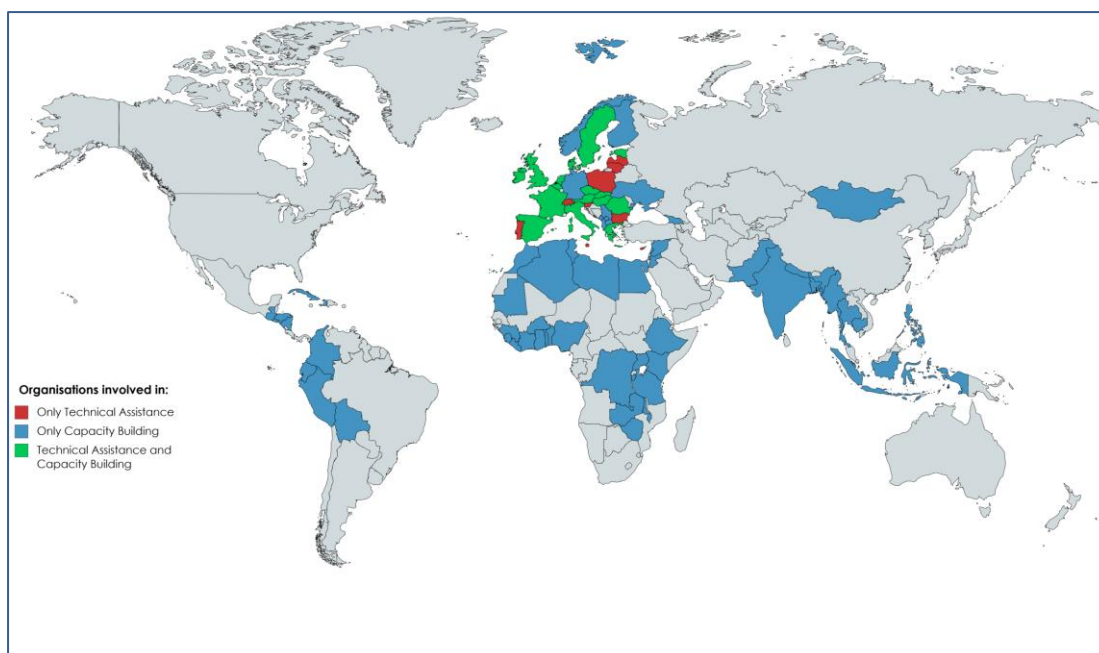 Organisations involved in:
Only Technical Assistance
Only Capacity Building
Technical Assistance and
Capacity Building